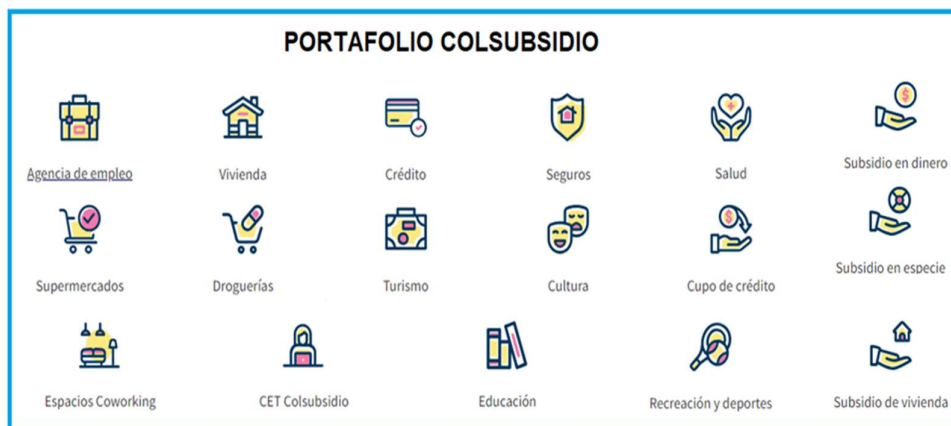 PORTAFOLIO COLSUBSIDIO
Agencia de empleo
Vivienda
Crédito
Seguros
Salud
Subsidio en dinero
Supermercados
Droguerías
Turismo
Cultura
Cupo de crédito
Subsidio en especie
Espacios Coworking
CET Colsubsidio
Educación
Recreación y deportes
Subsidio de vivienda